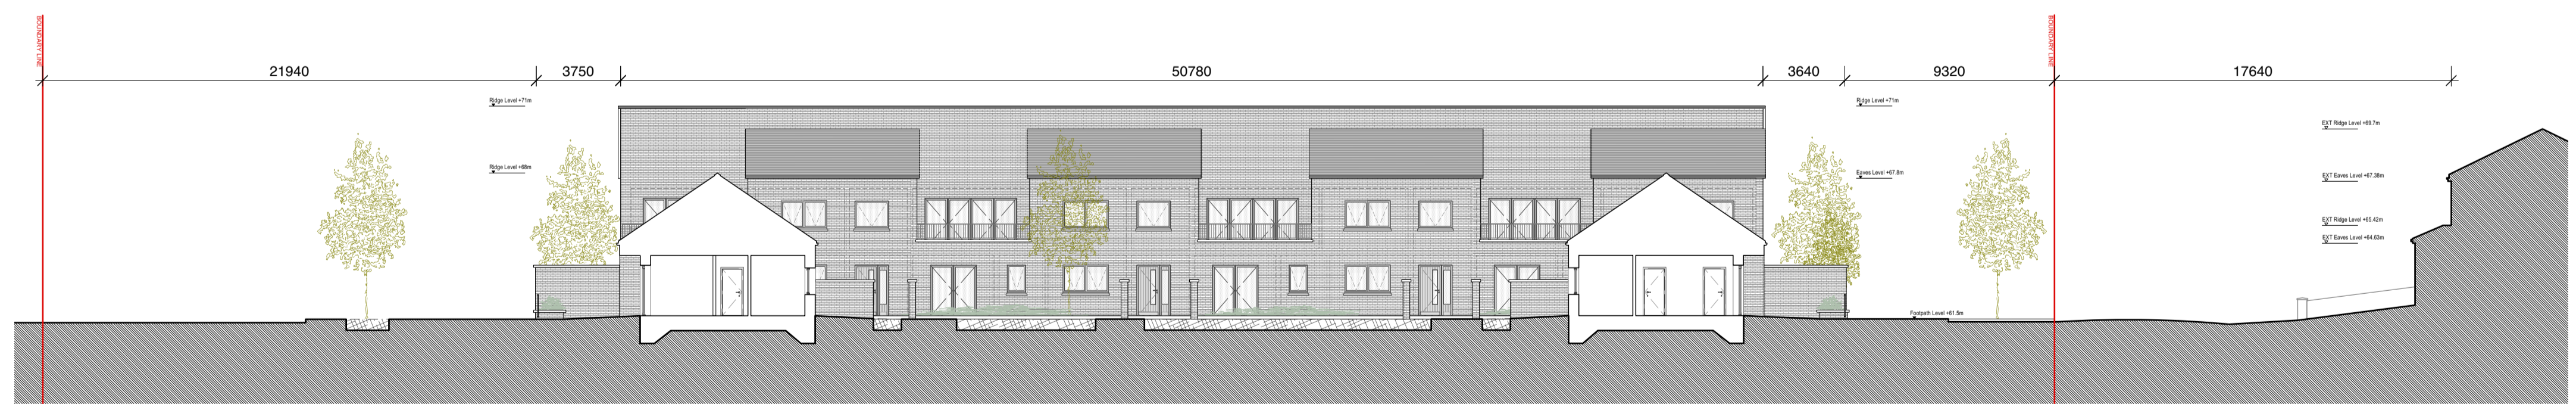 BOUNDARY LINE
BOUNDARY LINE
21940
3750
50780
3640
9320
17640
Ridge Level +71m
Ridge Level +71m
EXT Ridge Level +69.7m
Ridge Level +68m
Eaves Level +67.8m
EXT Eaves Level +67.38m
EXT Ridge Level +65.42m
EXT Eaves Level +64.63m
Footpath Level +61.5m